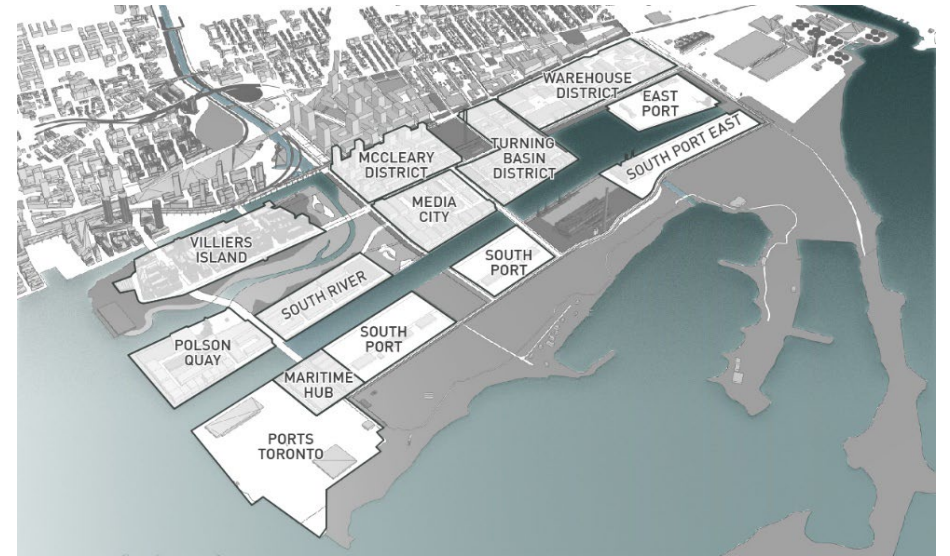 WAREHOUSE
DISTRICT
EAST
PORT
SOUTH PORT EAST
TURNING
BASIN
DISTRICT
MCCLEARY
DISTRICT
MEDIA
CITY
VILLIERS
ISLAND
SOUTH
PORT
SOUTH RIVER
SOUTH
PORT
POLSON
QUAY
MARITIME
HUB
PORTS
TORONTO